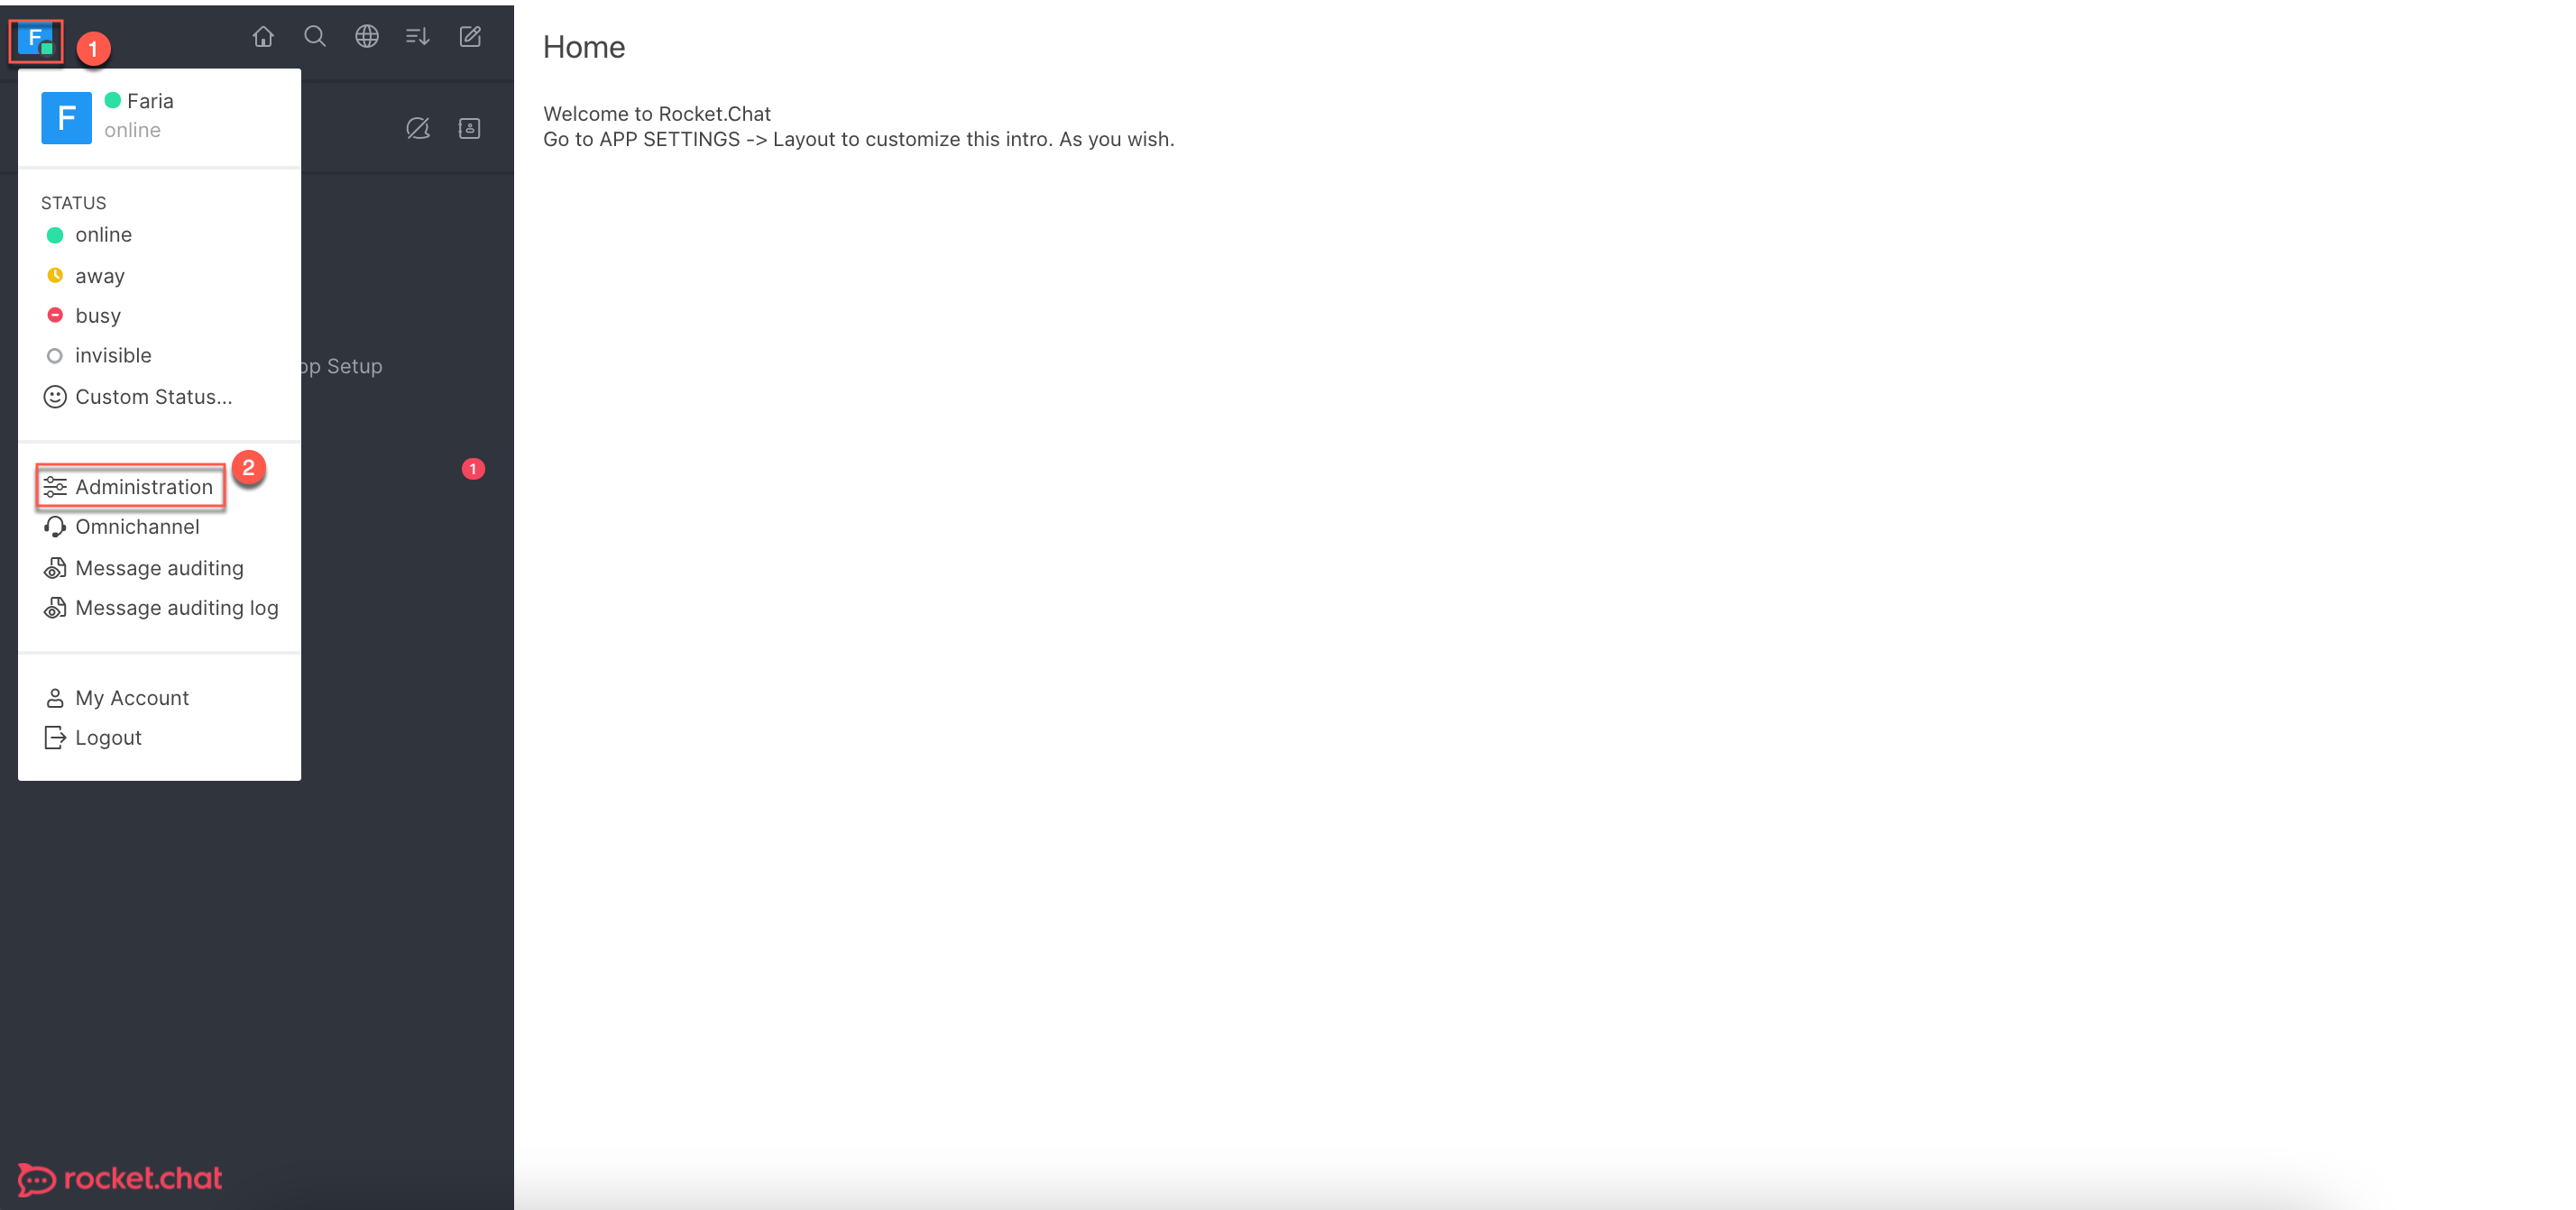 F
1
F
Faria
online
STATUS
online
away
busy
invisible
Custom Status...
Administration
2
Omnichannel
Message auditing
Message auditing log
My Account
Logout
Setup
1
rocket.chat
Home
Welcome to Rocket.Chat
Go to APP SETTINGS -> Layout to customize this intro. As you wish.